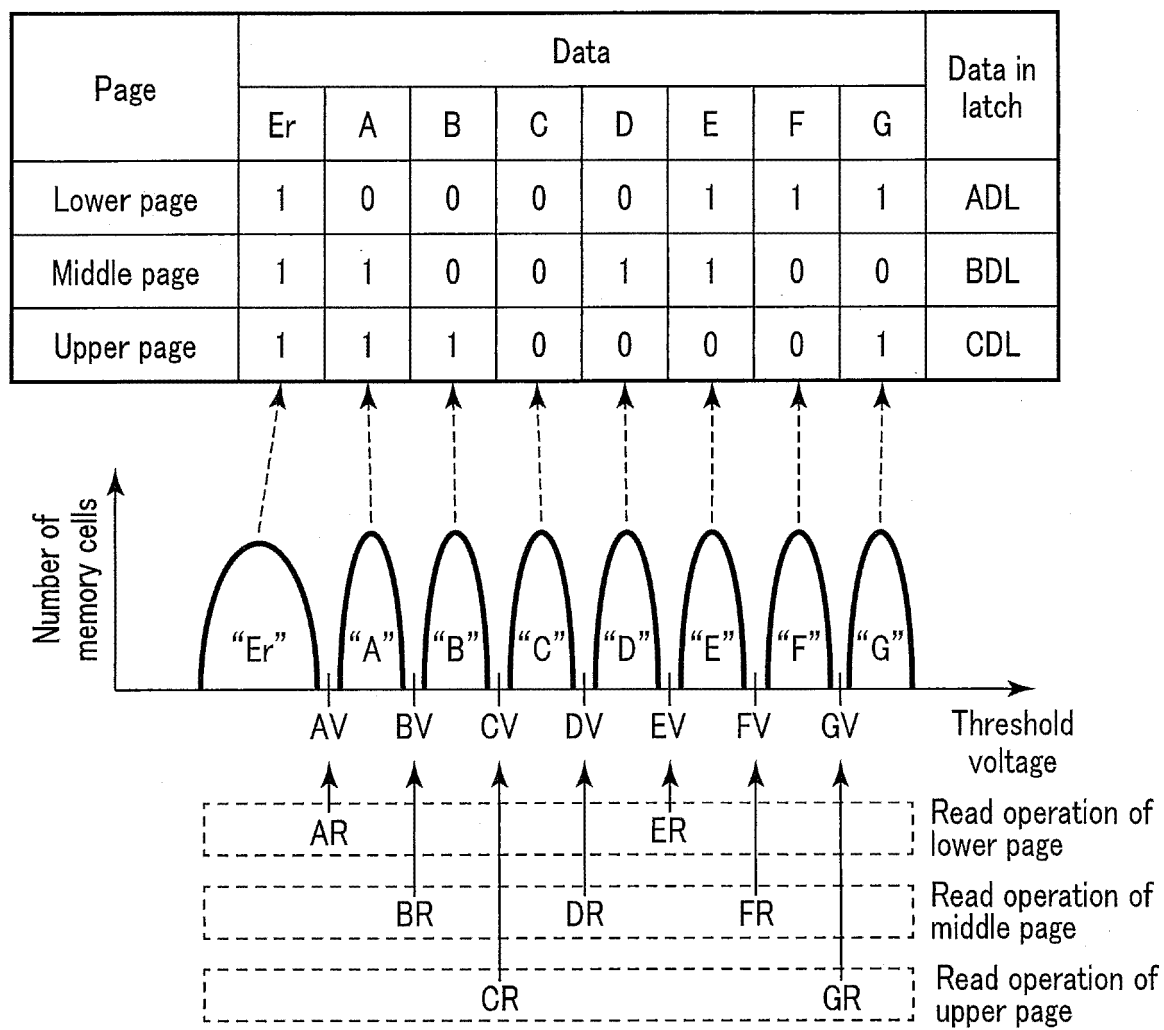 Page Data Data in latch
Er A B C D E F G
Lower page 1 0 0 0 0 1 1 1 ADL
Middle page 1 1 0 0 1 1 0 0 BDL
Upper page 1 1 1 0 0 0 0 1 CDL
Number of
memory cells
“Er” “A” “B” “C” “D” “E” “F” “G”
AV BV CV DV EV FV GV
Threshold
voltage
AR ER
Read operation of
lower page
BR DR FR
Read operation of
middle page
CR GR
Read operation of
upper page